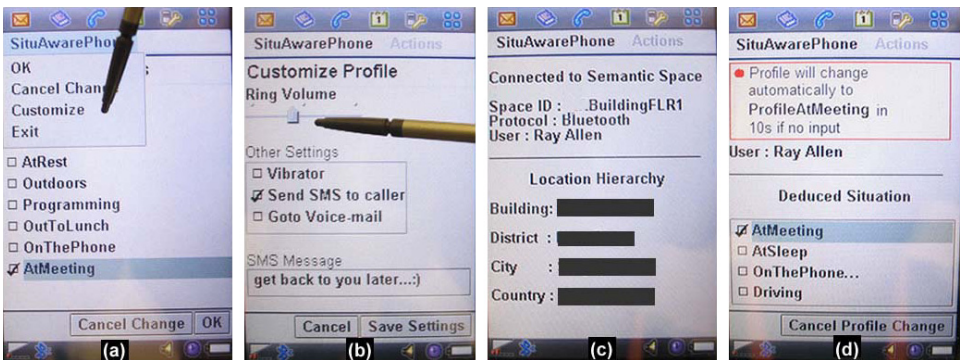 SituAwarePho
OK
Cancel Chan
Customize
Exit
AtRest
Outdoors
Programming
OutToLunch
OnThePhone
AtMeeting
Cancel Change OK
(a)
SituAwarePhone Actions
Customize Profile
Ring Volume
Other Settings
Vibrator
Send SMS to caller
Goto Voice-mail
SMS Message
get back to you later...:)
Cancel Save Settings
(b)
SituAwarePhone Actions
Connected to Semantic Space
Space ID : .BuildingFLR1
Protocol : Bluetooth
User : Ray Allen
Location Hierarchy
Building:
District :
City :
Country :
(c)
SituAwarePhone Actions
Profile will change
automatically to
ProfileAtMeeting in
10s if no input
User : Ray Allen
Deduced Situation
AtMeeting
AtSleep
OnThePhone...
Driving
Cancel Profile Change
(d)